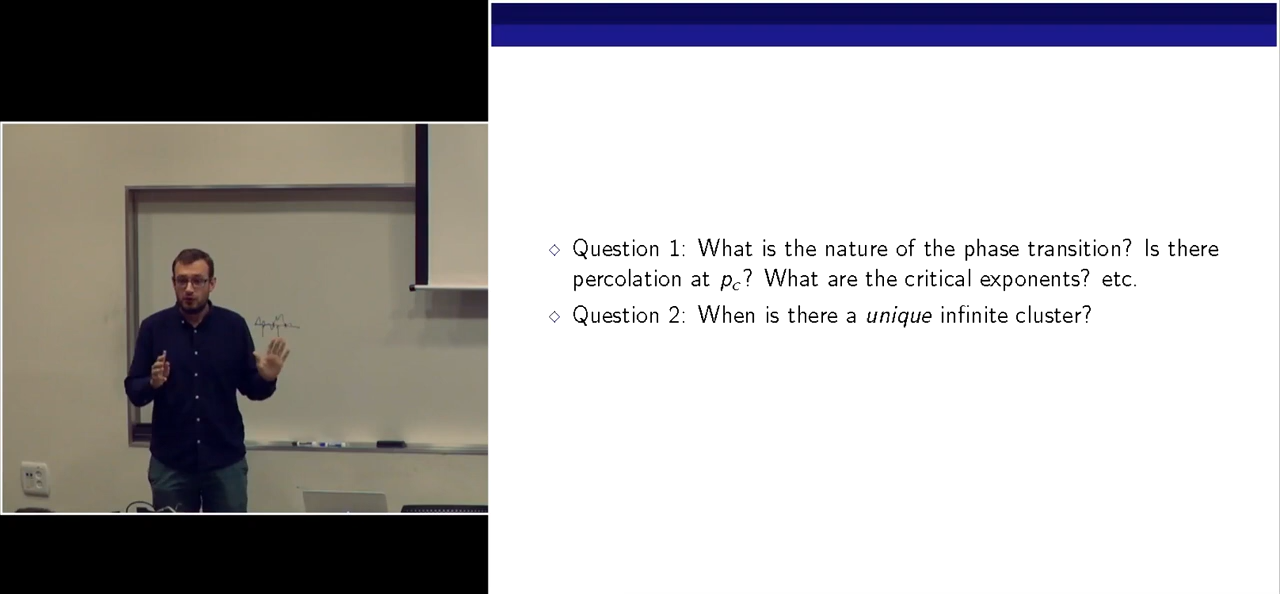 ◇ Question 1: What is the nature of the phase transition? Is there
percolation at p_c? What are the critical exponents? etc.
◇ Question 2: When is there a unique infinite cluster?